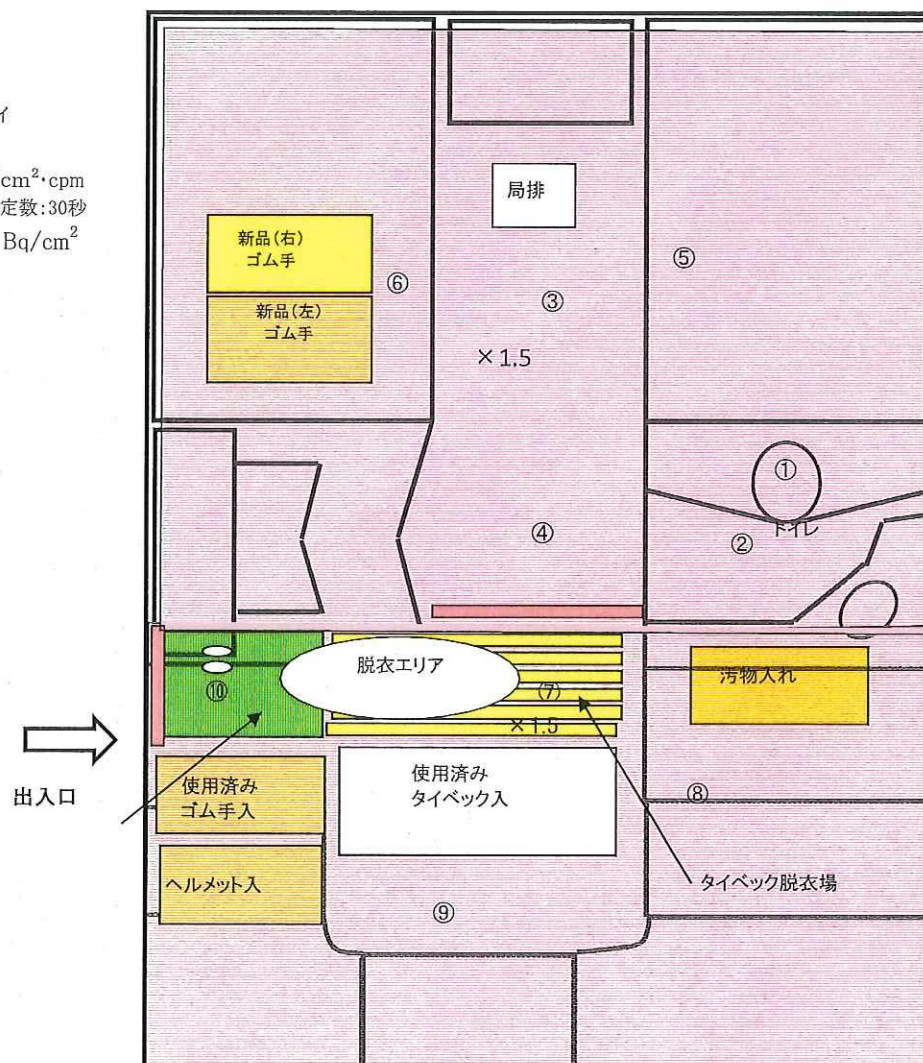 イ
cm²・cpm
定数:30秒
Bq/cm²
局排
新品(右)
ゴム手
⑥
⑤
③
新品(左)
ゴム手
×1.5
①
④
②
トイレ
脱衣エリア
⑩
⑦
汚物入れ
×1.5
出入口
使用済み
ゴム手入
使用済み
タイベック入
⑧
ヘルメット入
タイベック脱衣場
⑨